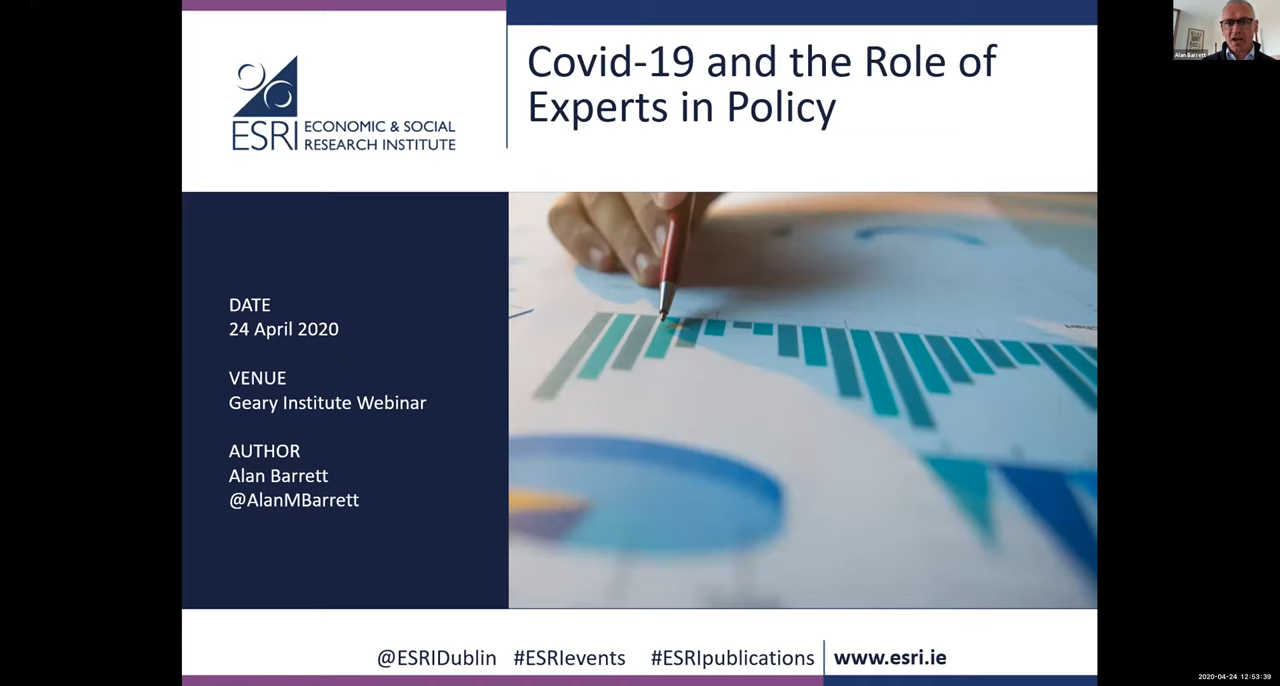 Covid-19 and the Role of
Experts in Policy
ESRI
ECONOMIC & SOCIAL
RESEARCH INSTITUTE
Alan Barrett
DATE
24 April 2020
VENUE
Geary Institute Webinar
AUTHOR
Alan Barrett
@AlanMBarrett
@ESRIDublin #ESRIevents #ESRIpublications www.esri.ie
2020-04-24 12:53:39